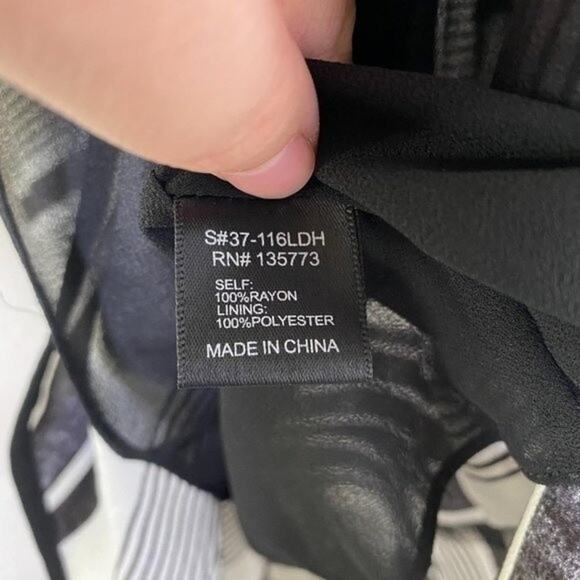 S#37-116LDH
RN# 135773
SELF:
100%RAYON
LINING:
100%POLYESTER
MADE IN CHINA